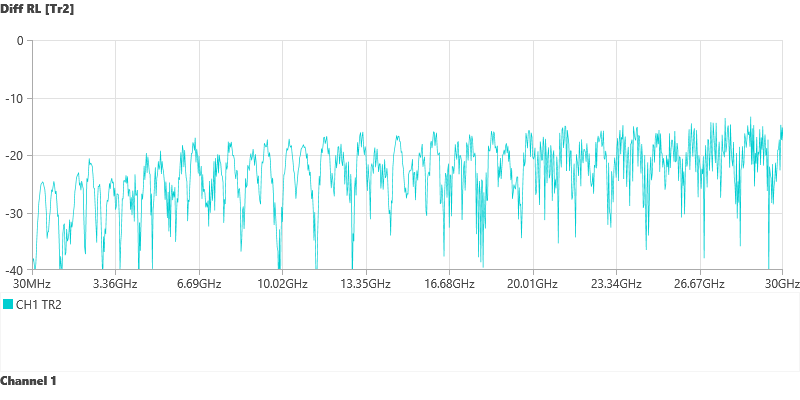 Diff RL [Tr2]
0
-10
-20
-30
-40
30MHz 3.36GHz 6.69GHz 10.02GHz 13.35GHz 16.68GHz 20.01GHz 23.34GHz 26.67GHz 30GHz
CH1 TR2
Channel 1